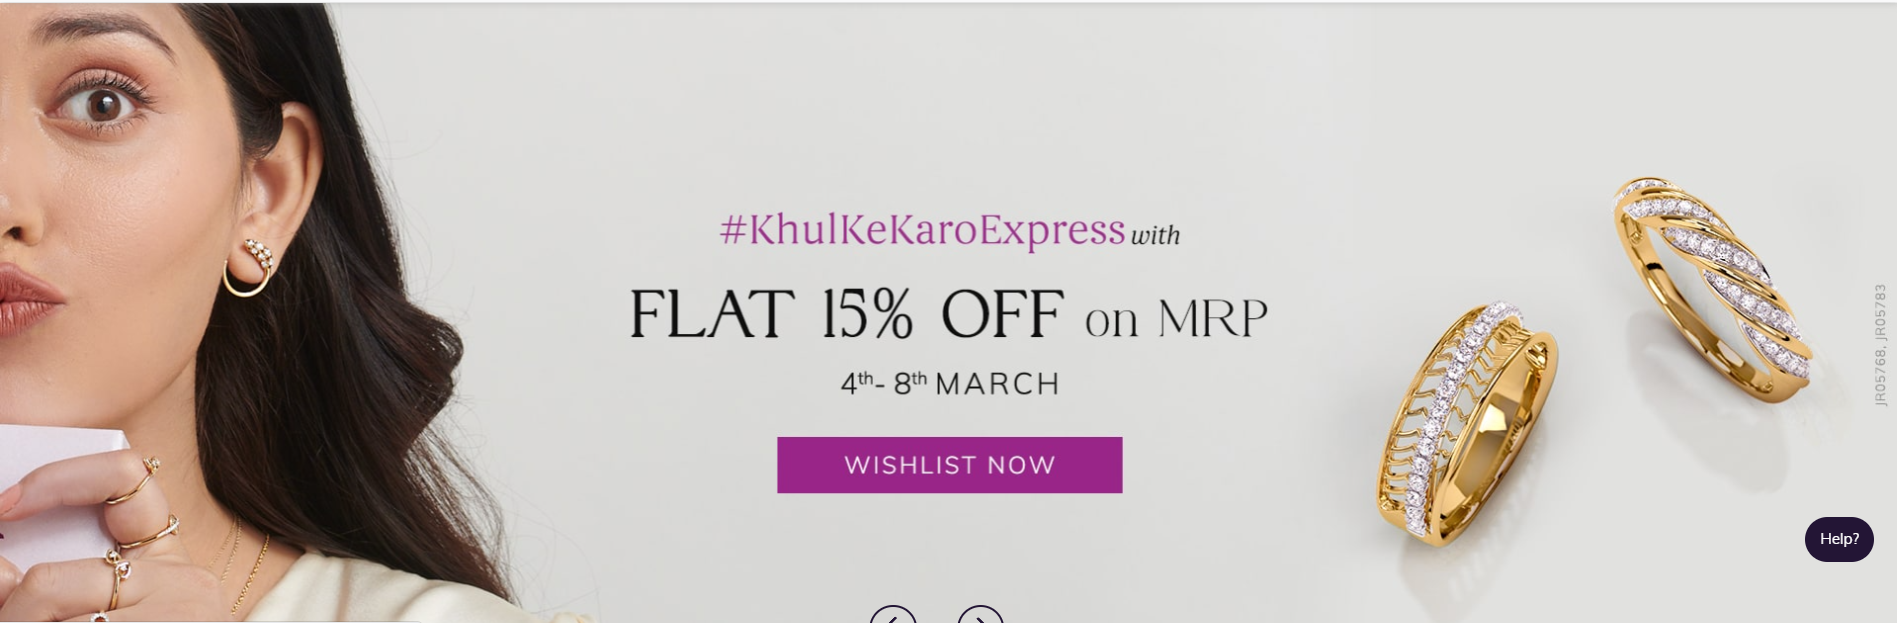 #KhulKeKaroExpress with
FLAT 15% OFF on MRP
4th- 8th MARCH
WISHLIST NOW
JR05768, JR05783
Help?